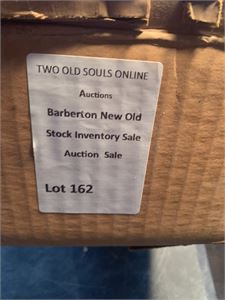 TWO OLD SOULS ONLINE
Auctions
Barberton New Old
Stock Inventory Sale
Auction Sale
Lot 162